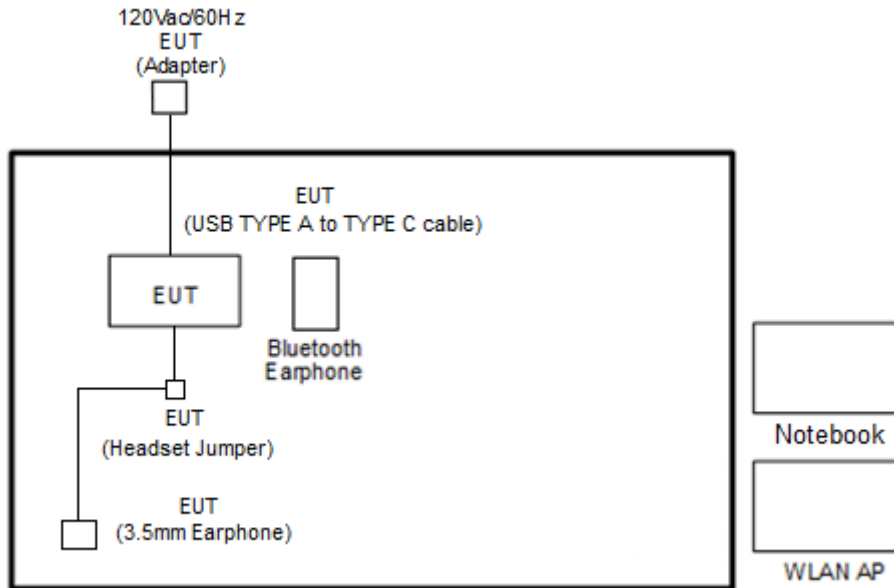 120Vac/60Hz
EUT
(Adapter)
EUT
(USB TYPE A to TYPE C cable)
EUT
Bluetooth
Earphone
EUT
(Headset Jumper)
Notebook
EUT
(3.5mm Earphone)
WLAN AP